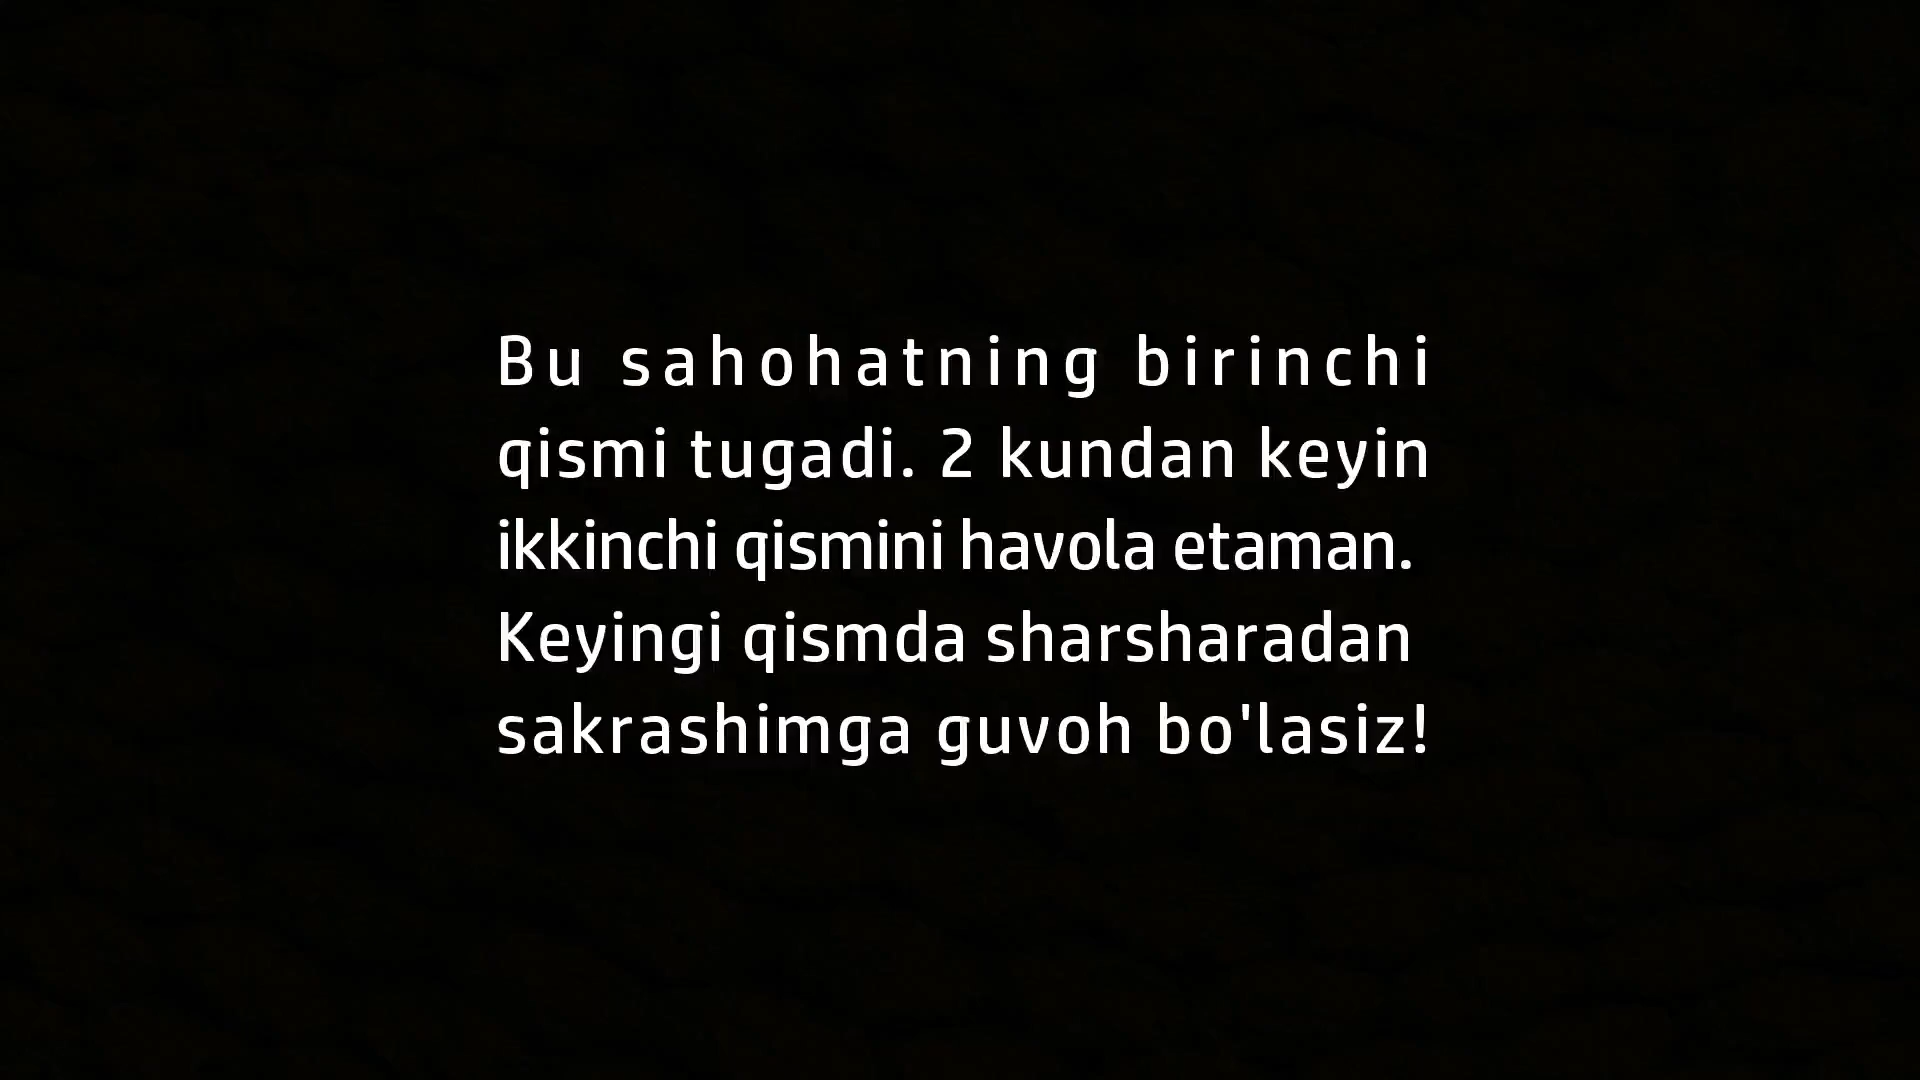 Bu sahohatning birinchi
qismi tugadi. 2 kundan keyin
ikkinchi qismini havola etaman.
Keyingi qismda sharsharadan
sakrashimga guvoh bo'lasiz!